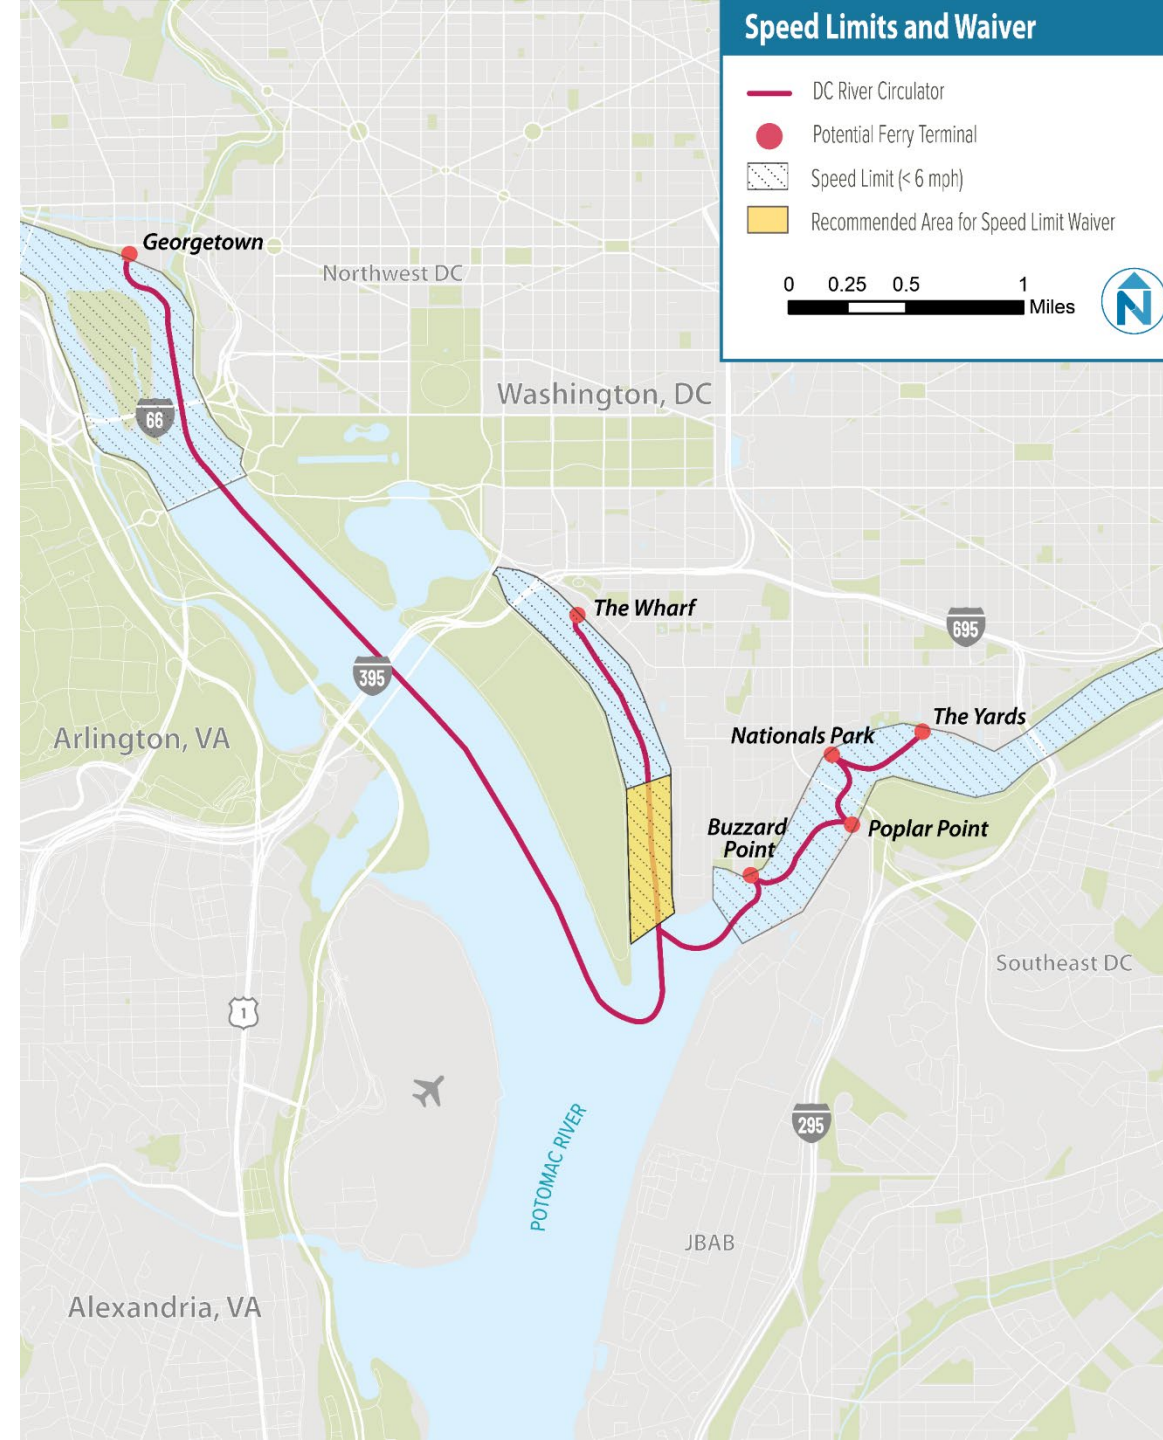 Speed Limits and Waiver
DC River Circulator
Potential Ferry Terminal
Speed Limit (< 6 mph)
Recommended Area for Speed Limit Waiver
0 0.25 0.5 1
Miles
N
Georgetown
Northwest DC
Washington, DC
66
The Wharf
695
395
Arlington, VA
The Yards
Nationals Park
Buzzard
Point
Poplar Point
Southeast DC
1
295
POTOMAC RIVER
JBAB
Alexandria, VA